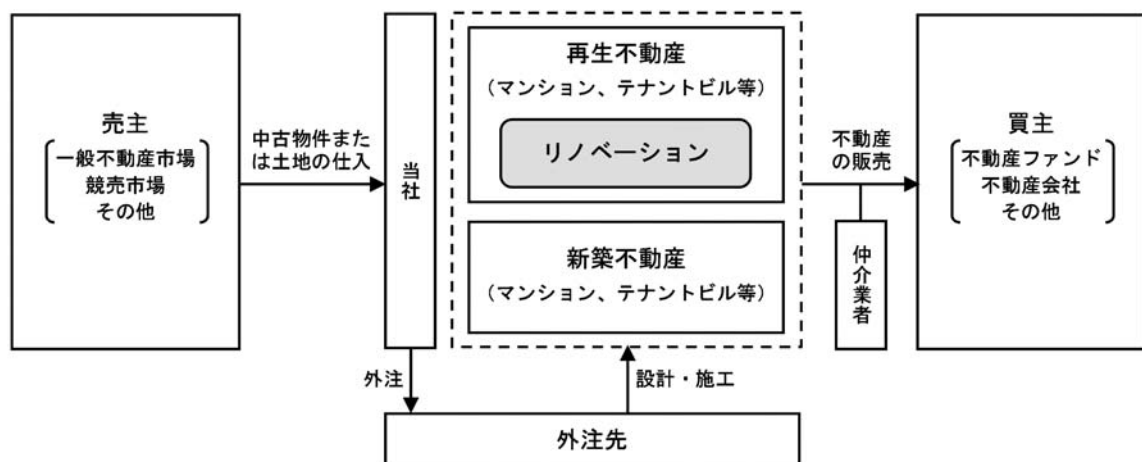 売主
一般不動産市場
競売市場
その他
中古物件また
は土地の仕入
当社
再生不動産
（マンション、テナントビル等）
リノベーション
新築不動産
（マンション、テナントビル等）
不動産
の販売
仲介業者
買主
不動産ファンド
不動産会社
その他
外注
設計・施工
外注先